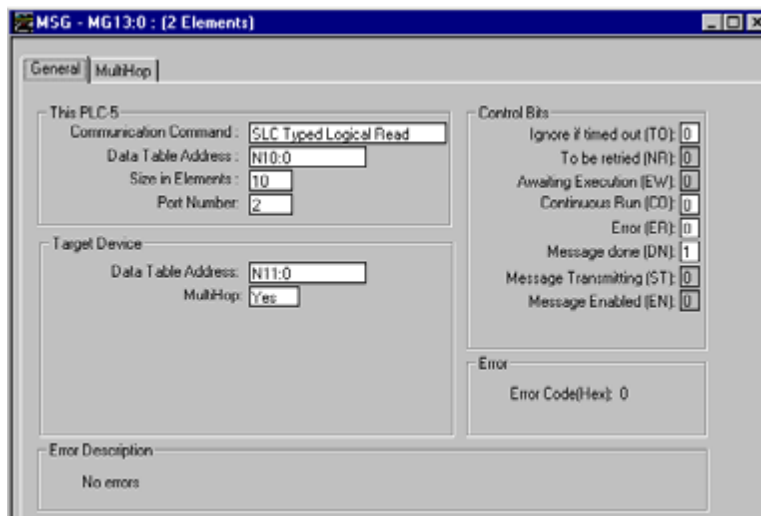 MSG - MG13:0 : (2 Elements)
General MultiHop
This PLC-5
Communication Command : SLC Typed Logical Read
Data Table Address : N10:0
Size in Elements : 10
Port Number: 2
Target Device
Data Table Address: N11:0
MultiHop: Yes
Control Bits
Ignore if timed out (TO): 0
To be retried (NR): 0
Awaiting Execution (EW): 0
Continuous Run (CO): 0
Error (ER): 0
Message done (DN): 1
Message Transmitting (ST): 0
Message Enabled (EN): 0
Error
Error Code(Hex): 0
Error Description
No errors